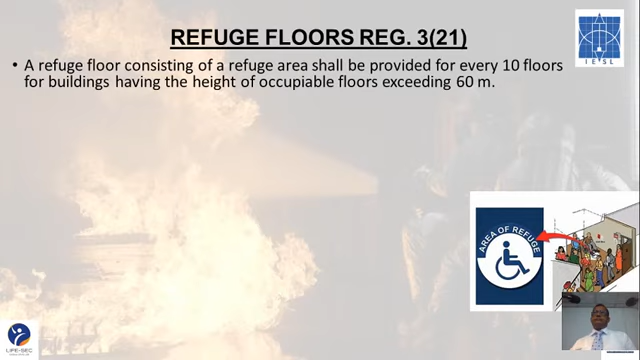 REFUGE FLOORS REG. 3(21)
I E S L
• A refuge floor consisting of a refuge area shall be provided for every 10 floors
for buildings having the height of occupiable floors exceeding 60 m.
AREA OF REFUGE
LIFE-SEC